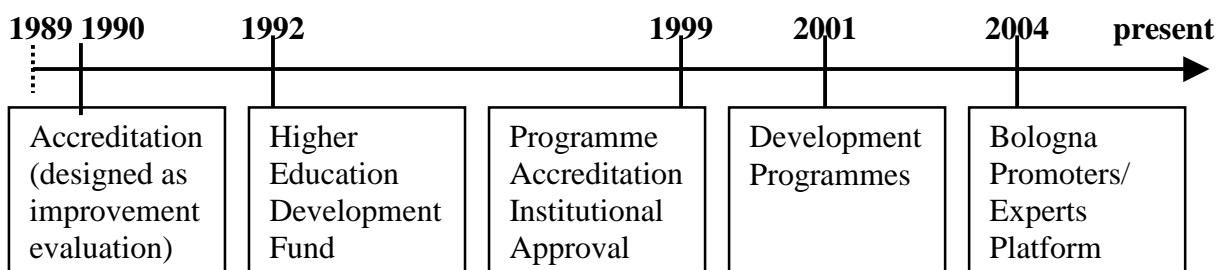 1989 1990 1992 1999 2001 2004 present
Accreditation
(designed as
improvement
evaluation)
Higher
Education
Development
Fund
Programme
Accreditation
Institutional
Approval
Development
Programmes
Bologna
Promoters/
Experts
Platform